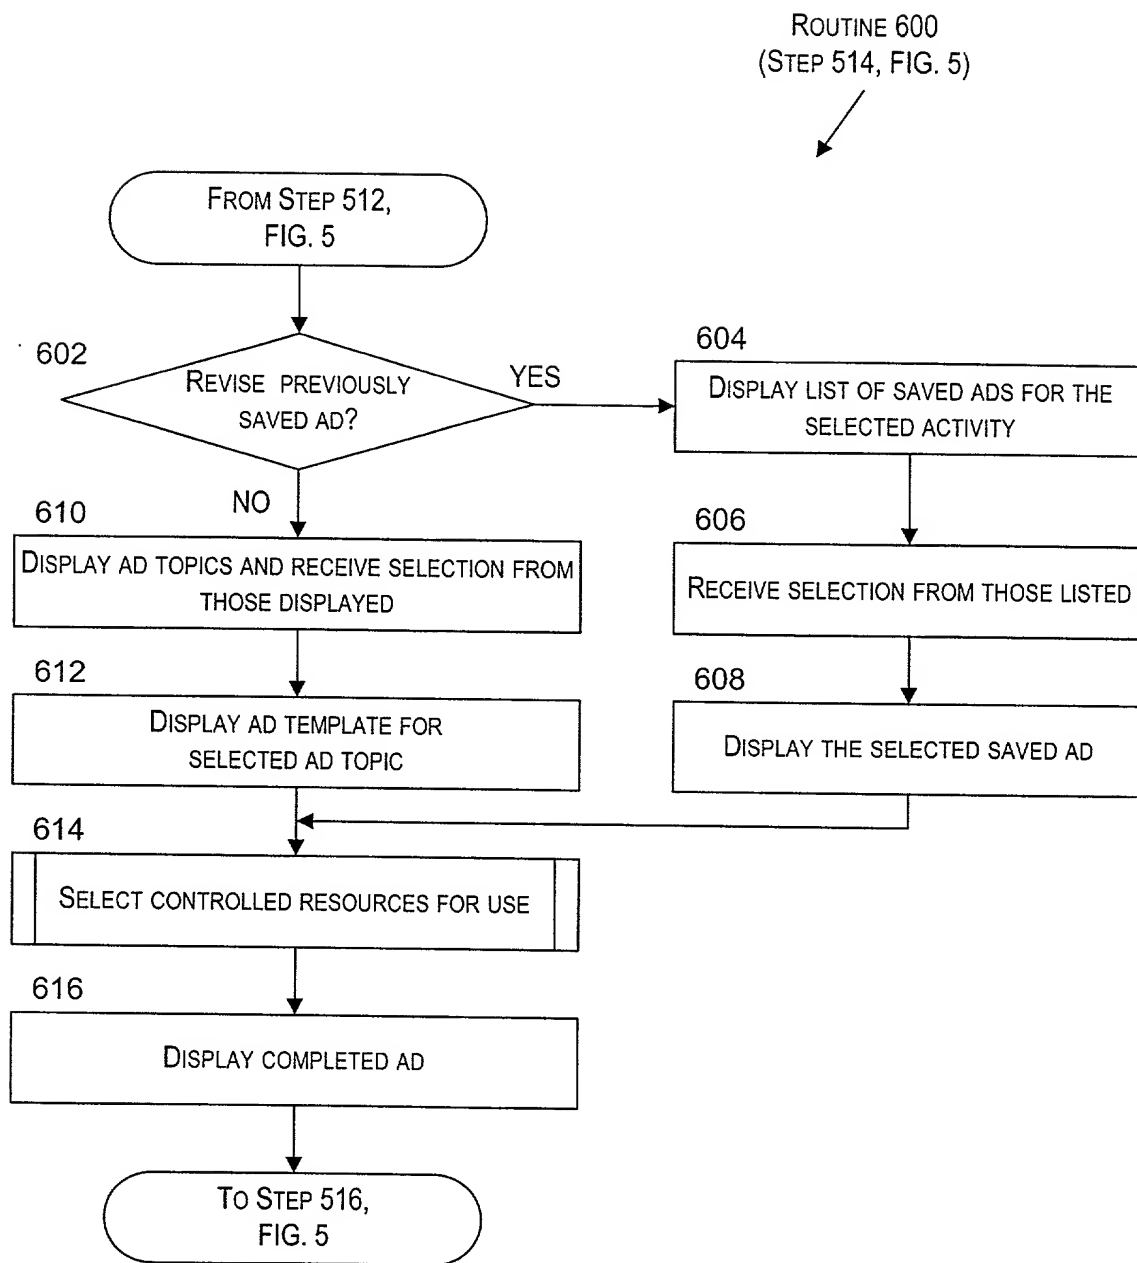 ROUTINE 600
(STEP 514, FIG. 5)
FROM STEP 512,
FIG. 5
602
REVISE PREVIOUSLY
SAVED AD?
YES
NO
604
DISPLAY LIST OF SAVED ADS FOR THE
SELECTED ACTIVITY
606
RECEIVE SELECTION FROM THOSE LISTED
608
DISPLAY THE SELECTED SAVED AD
610
DISPLAY AD TOPICS AND RECEIVE SELECTION FROM
THOSE DISPLAYED
612
DISPLAY AD TEMPLATE FOR
SELECTED AD TOPIC
614
SELECT CONTROLLED RESOURCES FOR USE
616
DISPLAY COMPLETED AD
TO STEP 516,
FIG. 5